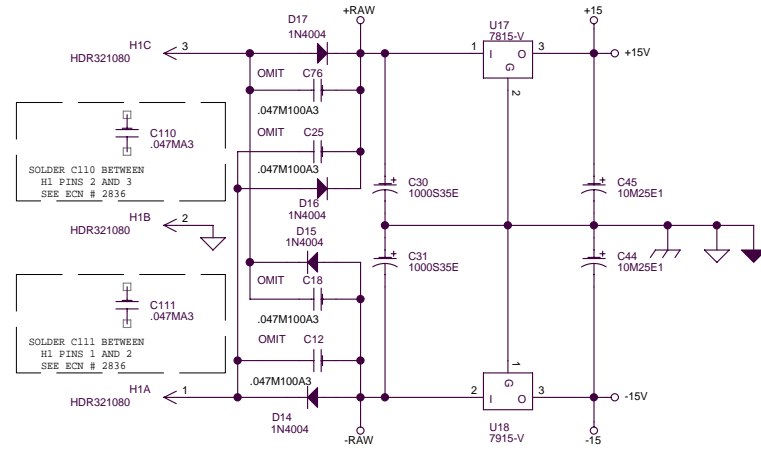 +RAW
+15
D17
1N4004
U17
7815-V
H1C
HDR321080
3
1
I
O
G
3
+15V
OMIT
C76
2
.047M100A3
C110
.047MA3
OMIT
C25
SOLDER C110 BETWEEN
H1 PINS 2 AND 3
SEE ECN # 2836
.047M100A3
+
C30
1000S35E
+
C45
10M25E1
D16
1N4004
H1B
HDR321080
2
D15
1N4004
+
C31
1000S35E
+
C44
10M25E1
OMIT
C18
C111
.047MA3
.047M100A3
SOLDER C111 BETWEEN
H1 PINS 1 AND 2
SEE ECN # 2836
OMIT
C12
1
.047M100A3
H1A
HDR321080
1
2
I
G
O
3
-15V
D14
1N4004
-RAW
U18
7915-V
-15